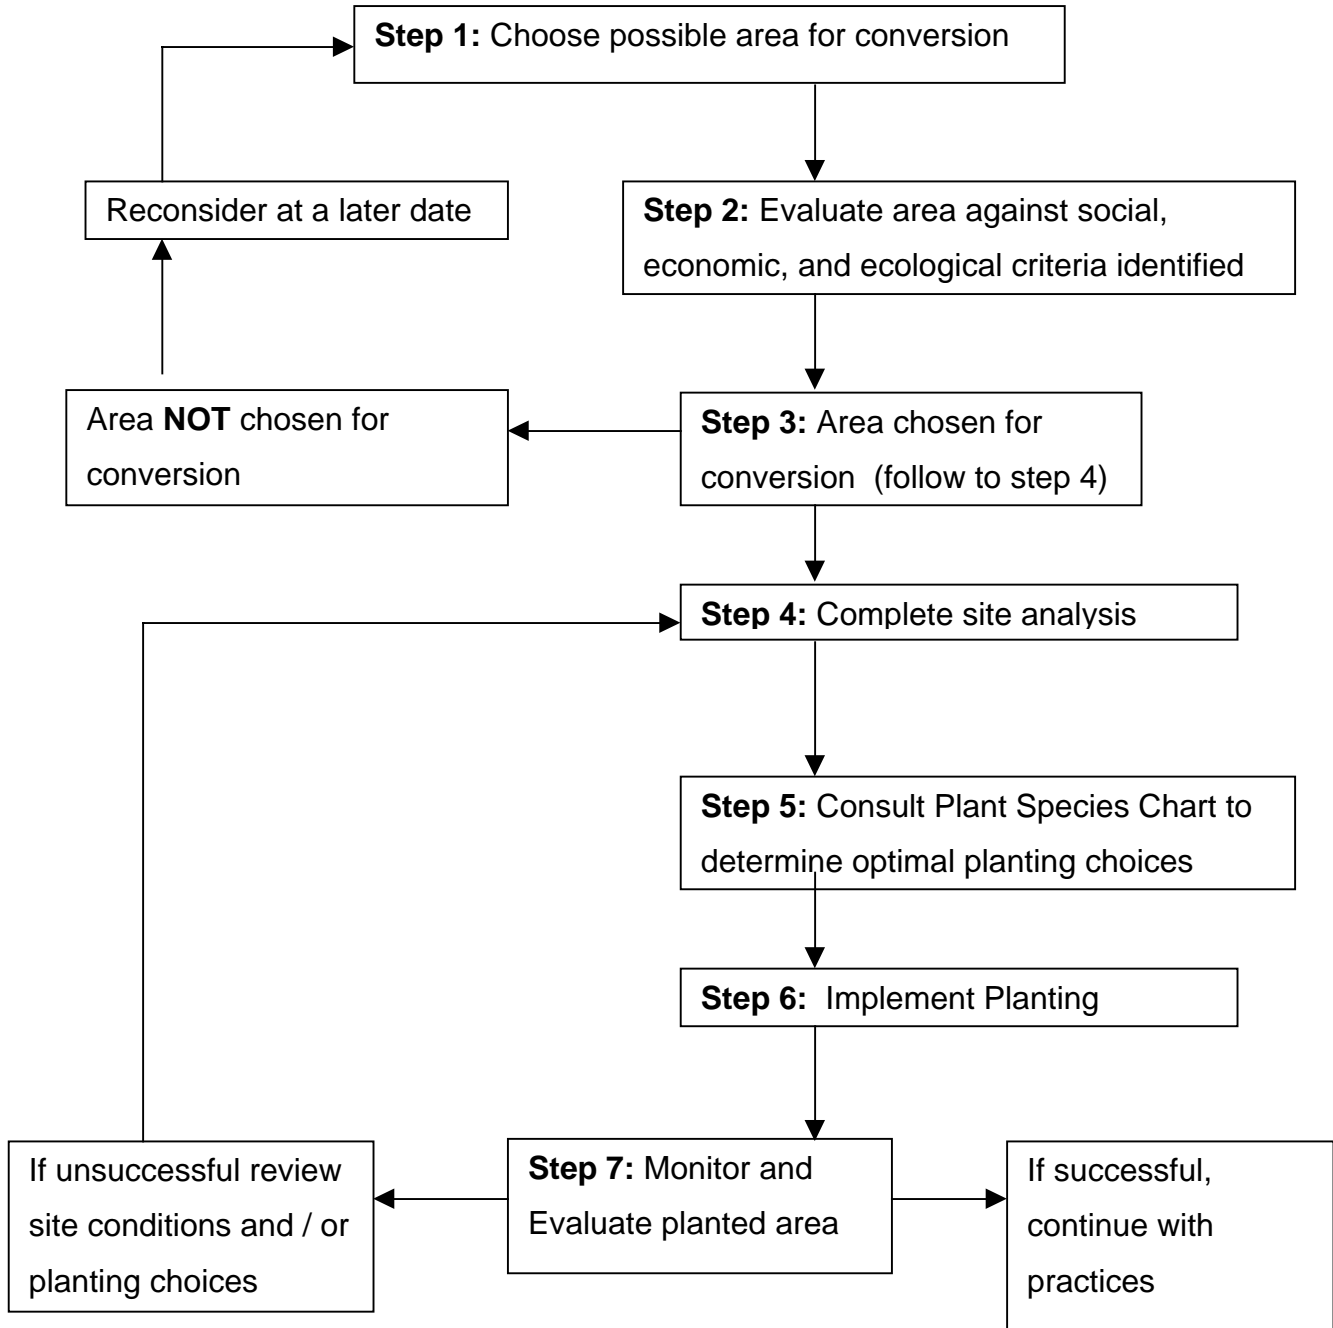 Step 1: Choose possible area for conversion
Reconsider at a later date
Step 2: Evaluate area against social,
economic, and ecological criteria identified
Area NOT chosen for
conversion
Step 3: Area chosen for
conversion (follow to step 4)
Step 4: Complete site analysis
Step 5: Consult Plant Species Chart to
determine optimal planting choices
Step 6: Implement Planting
If unsuccessful review
site conditions and / or
planting choices
Step 7: Monitor and
Evaluate planted area
If successful,
continue with
practices